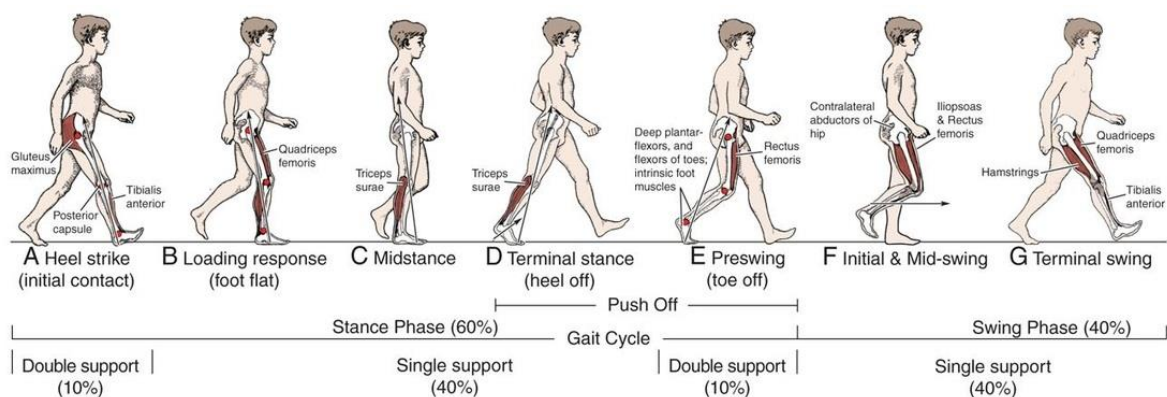 Gluteus
maximus
Posterior
capsule
Tibialis
anterior
Quadriceps
femoris
Triceps
surae
Triceps
surae
Deep plantar-
flexors, and
flexors of toes;
intrinsic foot
muscles
Rectus
femoris
Contralateral
abductors of
hip
Iliopsoas
& Rectus
femoris
Hamstrings
Quadriceps
femoris
Tibialis
anterior
A Heel strike
(initial contact)
B Loading response
(foot flat)
C Midstance
D Terminal stance
(heel off)
E Preswing
(toe off)
F Initial & Mid-swing
G Terminal swing
Push Off
Stance Phase (60%)
Swing Phase (40%)
Gait Cycle
Double support
(10%)
Single support
(40%)
Double support
(10%)
Single support
(40%)